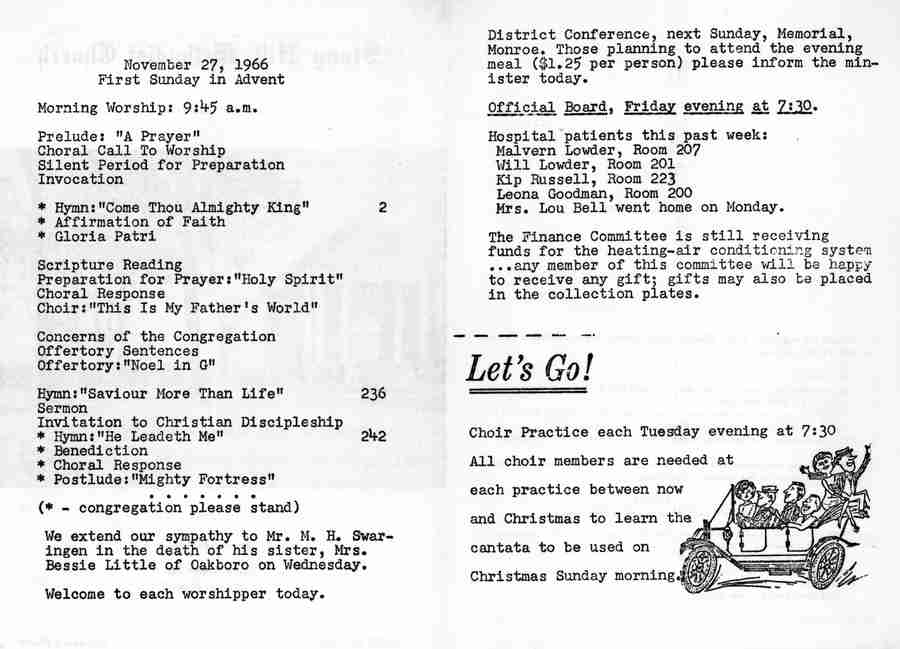 November 27, 1966
First Sunday in Advent
Morning Worship: 9:45 a.m.
Prelude: "A Prayer"
Choral Call To Worship
Silent Period for Preparation
Invocation
* Hymn:"Come Thou Almighty King" 2
* Affirmation of Faith
* Gloria Patri
Scripture Reading
Preparation for Prayer:"Holy Spirit"
Choral Response
Choir:"This Is My Father's World"
Concerns of the Congregation
Offertory Sentences
Offertory:"Noel in G"
Hymn:"Saviour More Than Life" 236
Sermon
Invitation to Christian Discipleship
* Hymn:"He Leadeth Me" 242
* Benediction
* Choral Response
* Postlude:"Mighty Fortress"
. . . . . . .
(* - congregation please stand)
We extend our sympathy to Mr. M. H. Swar-
ingen in the death of his sister, Mrs.
Bessie Little of Oakboro on Wednesday.
Welcome to each worshipper today.
District Conference, next Sunday, Memorial,
Monroe. Those planning to attend the evening
meal ($1.25 per person) please inform the min-
ister today.
Official Board, Friday evening at 7:30.
Hospital patients this past week:
Malvern Lowder, Room 207
Will Lowder, Room 201
Kip Russell, Room 223
Leona Goodman, Room 200
Mrs. Lou Bell went home on Monday.
The Finance Committee is still receiving
funds for the heating-air conditioning system
...any member of this committee will be happy
to receive any gift; gifts may also be placed
in the collection plates.
Let's Go!
Choir Practice each Tuesday evening at 7:30
All choir members are needed at
each practice between now
and Christmas to learn the
cantata to be used on
Christmas Sunday morning.